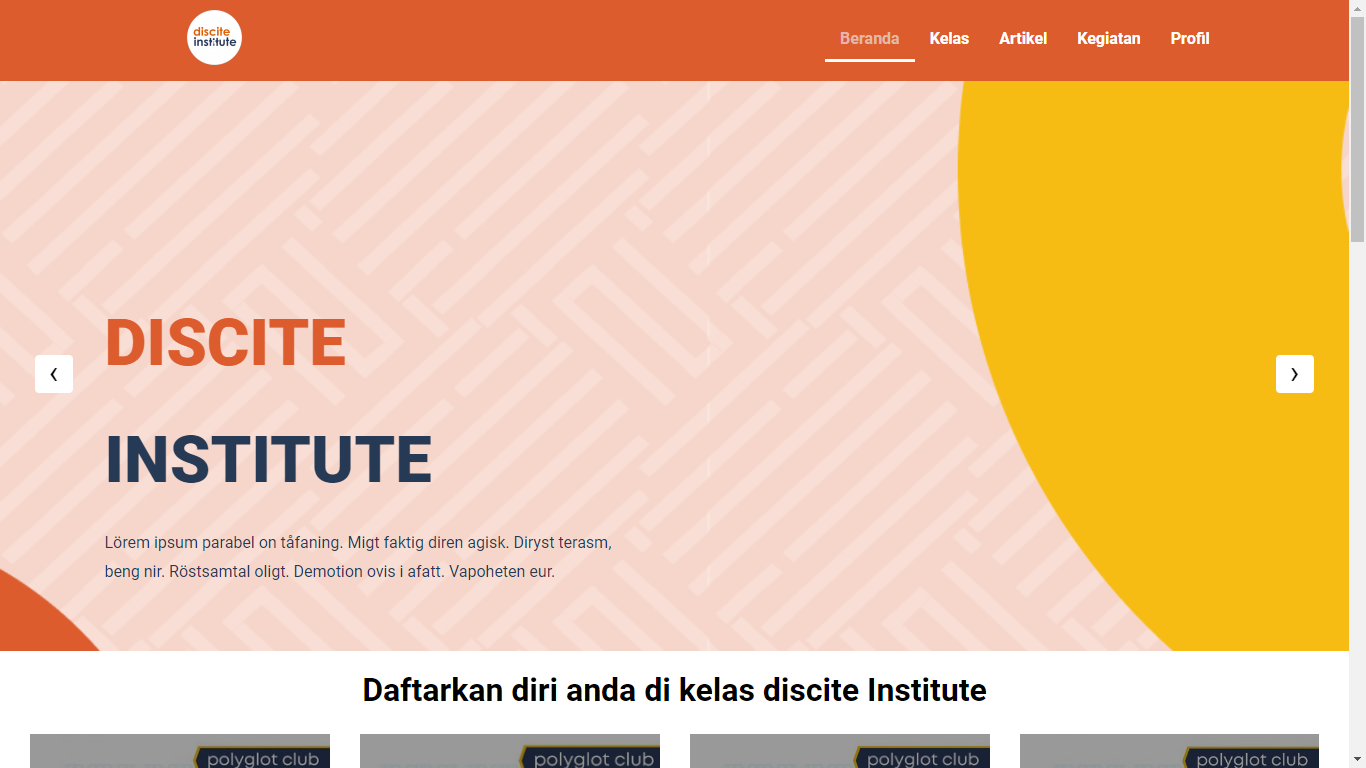 discite
institute
Beranda
Kelas
Artikel
Kegiatan
Profil
DISCITE
INSTITUTE
Lörem ipsum parabel on tåfaning. Migt faktig diren agisk. Diryst terasm,
beng nir. Röstsamtal oligt. Demotion ovis i afatt. Vapoheten eur.
Daftarkan diri anda di kelas discite Institute
polyglot club
polyglot club
polyglot club
polyglot club